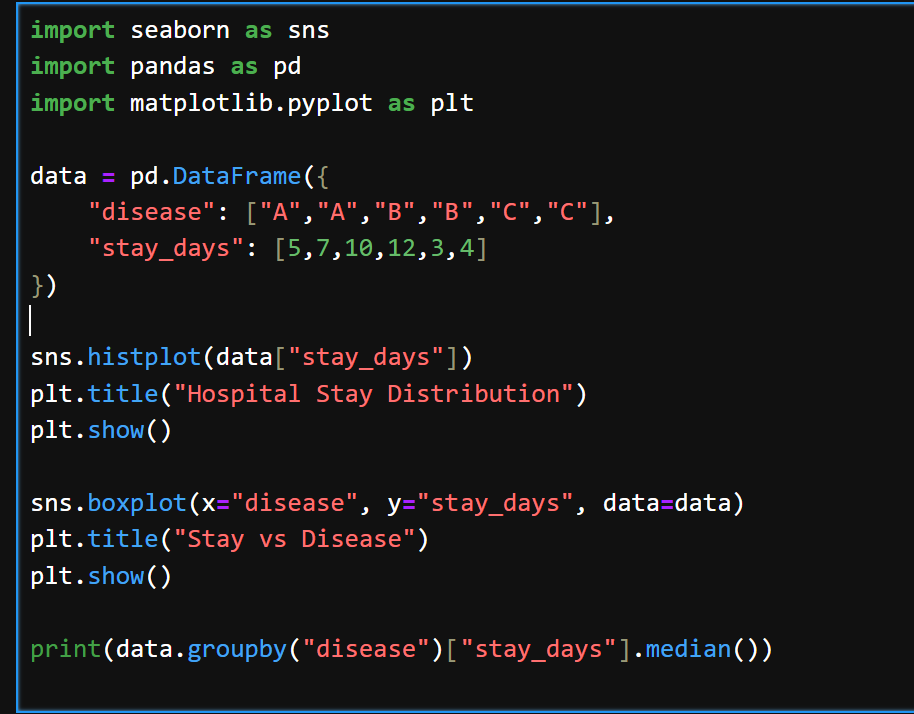 import seaborn as sns
import pandas as pd
import matplotlib.pyplot as plt
data = pd.DataFrame({
    "disease": ["A","A","B","B","C","C"],
    "stay_days": [5,7,10,12,3,4]
})
sns.histplot(data["stay_days"])
plt.title("Hospital Stay Distribution")
plt.show()
sns.boxplot(x="disease", y="stay_days", data=data)
plt.title("Stay vs Disease")
plt.show()
print(data.groupby("disease")["stay_days"].median())